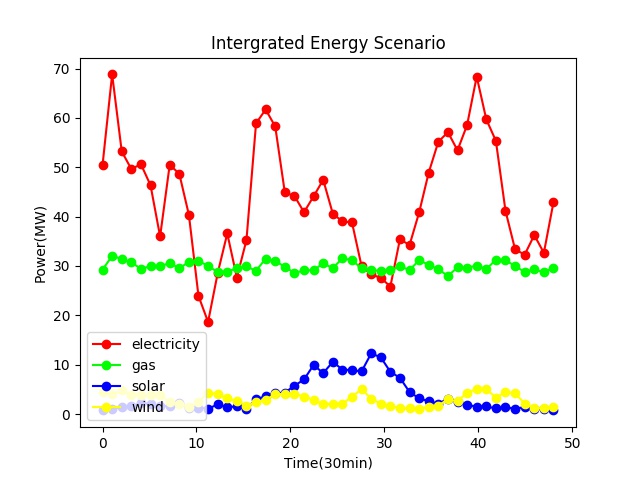 Intergrated Energy Scenario
Power(MW)
70
60
50
40
30
20
10
0
electricity
gas
solar
wind
0 10 20 30 40 50
Time(30min)